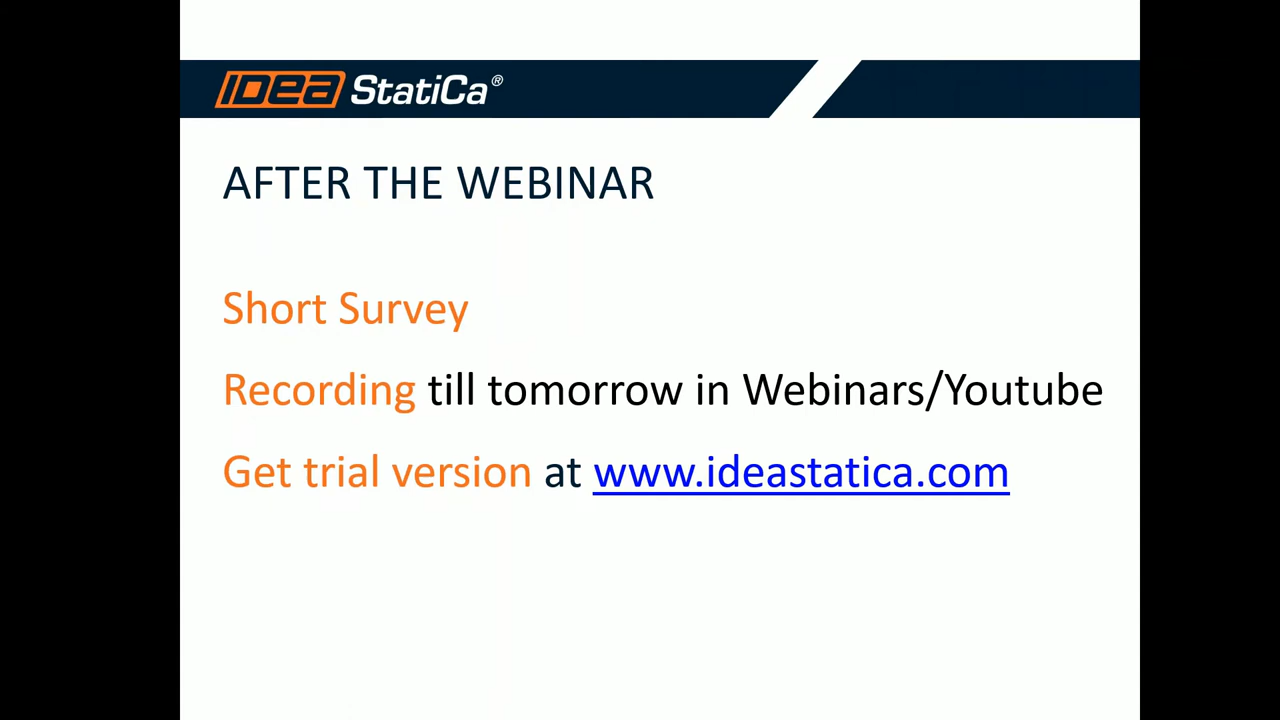 IDEA StatiCa®
AFTER THE WEBINAR
Short Survey
Recording till tomorrow in Webinars/Youtube
Get trial version at www.ideastatica.com